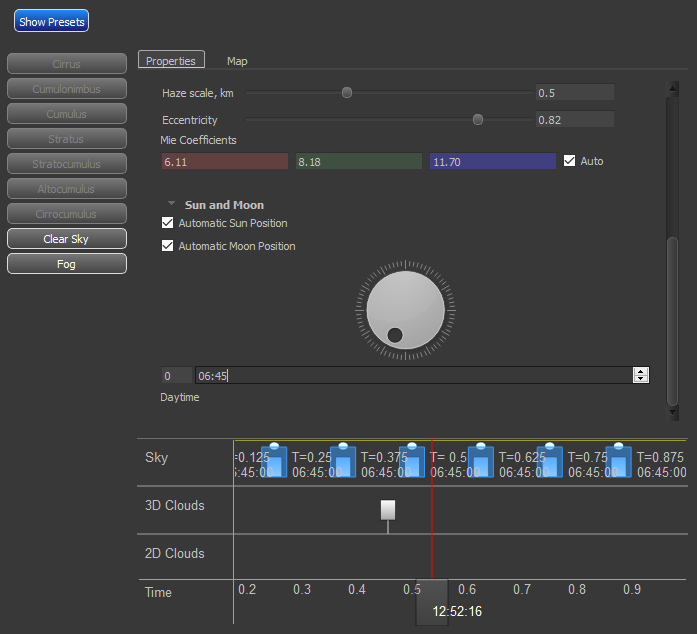 Show Presets
Cirrus
Cumulonimbus
Cumulus
Stratus
Stratocumulus
Altocumulus
Cirrocumulus
Clear Sky
Fog
Properties Map
Haze scale, km 0.5
Eccentricity 0.82
Mie Coefficients
6.11 8.18 11.70 Auto
Sun and Moon
Automatic Sun Position
Automatic Moon Position
0 06:45
Daytime
Sky =0.125 T=0.25 T=0.375 T= 0.5 T=0.625 T=0.75 T=0.875
:45:00 06:45:00 06:45:00 06:45:00 06:45:00 06:45:00 06:45:00
3D Clouds
2D Clouds
Time 0.2 0.3 0.4 0.5 0.6 0.7 0.8 0.9
12:52:16